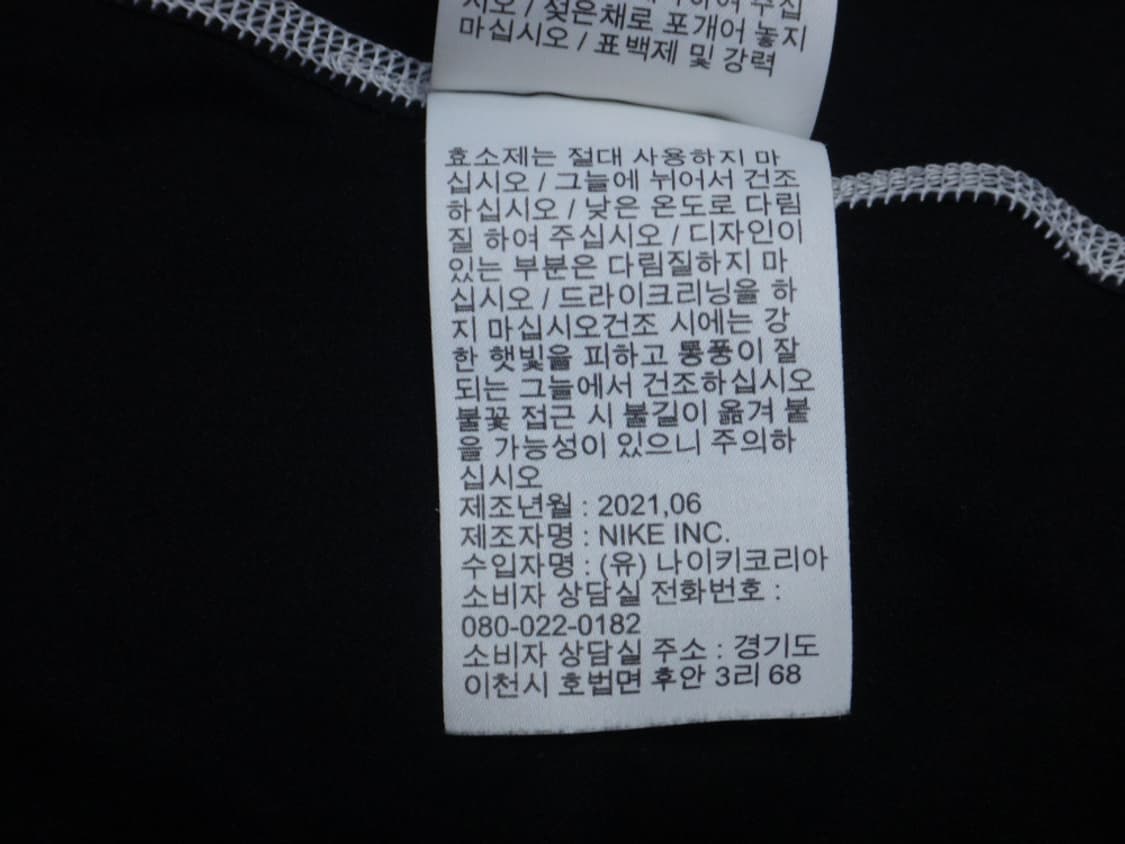 하여 주십
시오 / 젖은채로 포개어 놓지
마십시오 / 표백제 및 강력
효소제는 절대 사용하지 마
십시오 / 그늘에 뉘어서 건조
하십시오 / 낮은 온도로 다림
질 하여 주십시오 / 디자인이
있는 부분은 다림질하지 마
십시오 / 드라이크리닝을 하
지 마십시오건조 시에는 강
한 햇빛을 피하고 통풍이 잘
되는 그늘에서 건조하십시오
불꽃 접근 시 불길이 옮겨 붙
을 가능성이 있으니 주의하
십시오
제조년월 : 2021,06
제조자명 : NIKE INC.
수입자명 : (유) 나이키코리아
소비자 상담실 전화번호 :
080-022-0182
소비자 상담실 주소 : 경기도
이천시 호법면 후안 3리 68